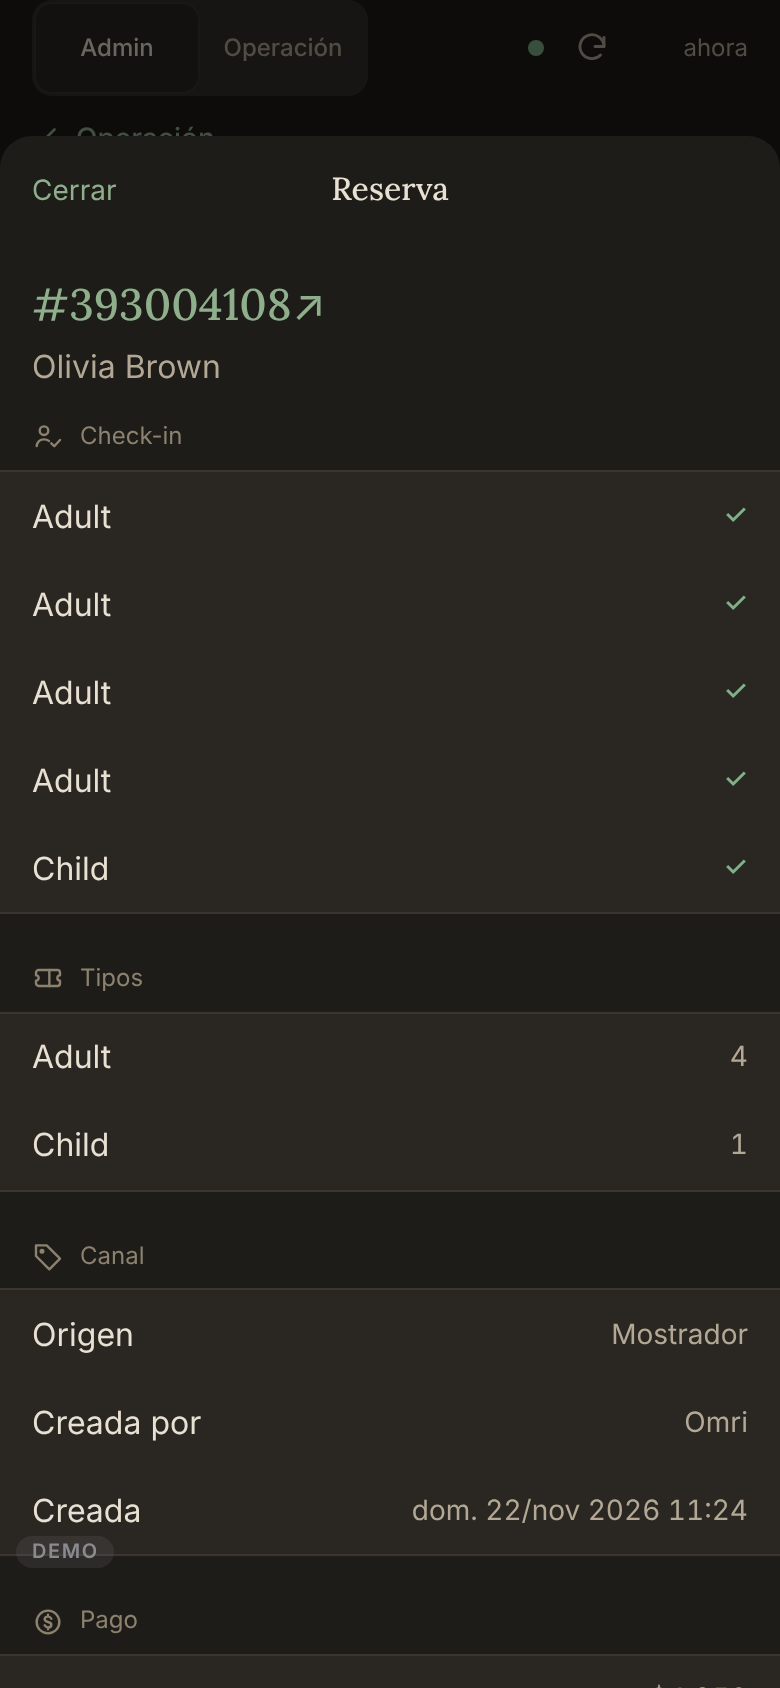 Admin
Operación
ahora
Operación
Cerrar
Reserva
#393004108↗
Olivia Brown
Check-in
Adult
Adult
Adult
Adult
Child
Tipos
Adult 4
Child 1
Canal
Origen Mostrador
Creada por Omri
Creada dom. 22/nov 2026 11:24
DEMO
Pago